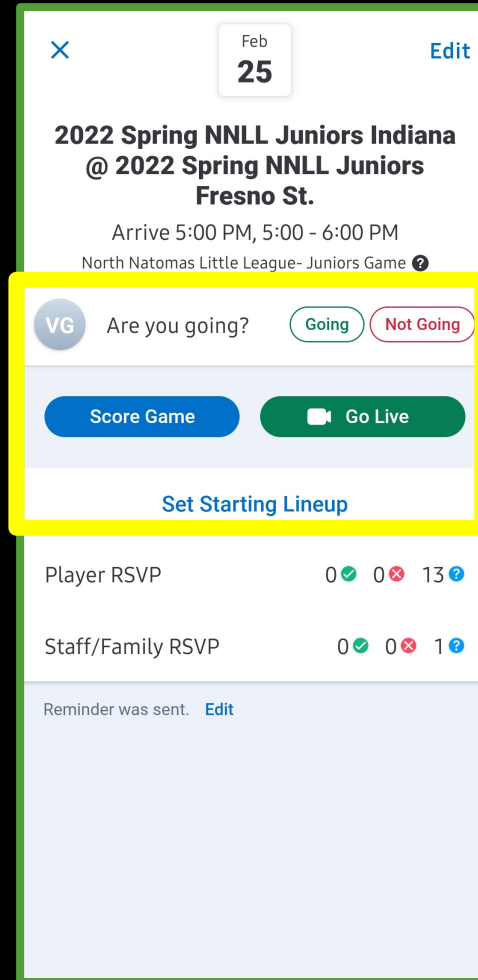 Feb
25
Edit
2022 Spring NNLL Juniors Indiana
@ 2022 Spring NNLL Juniors
Fresno St.
Arrive 5:00 PM, 5:00 - 6:00 PM
North Natomas Little League- Juniors Game ?
VG Are you going? Going Not Going
Score Game Go Live
Set Starting Lineup
Player RSVP 0 0 13 ?
Staff/Family RSVP 0 0 1 ?
Reminder was sent. Edit